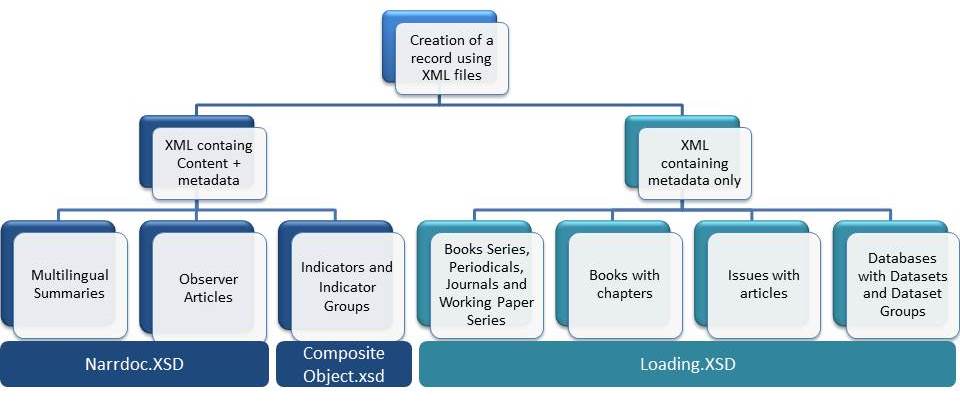 Creation of a
record using
XML files
XML containg
Content +
metadata
XML
containing
metadata only
Multilingual
Summaries
Observer
Articles
Indicators and
Indicator
Groups
Books Series,
Periodicals,
Journals and
Working Paper
Series
Books with
chapters
Issues with
articles
Databases
with Datasets
and Dataset
Groups
Narrdoc.XSD
Composite
Object.xsd
Loading.XSD